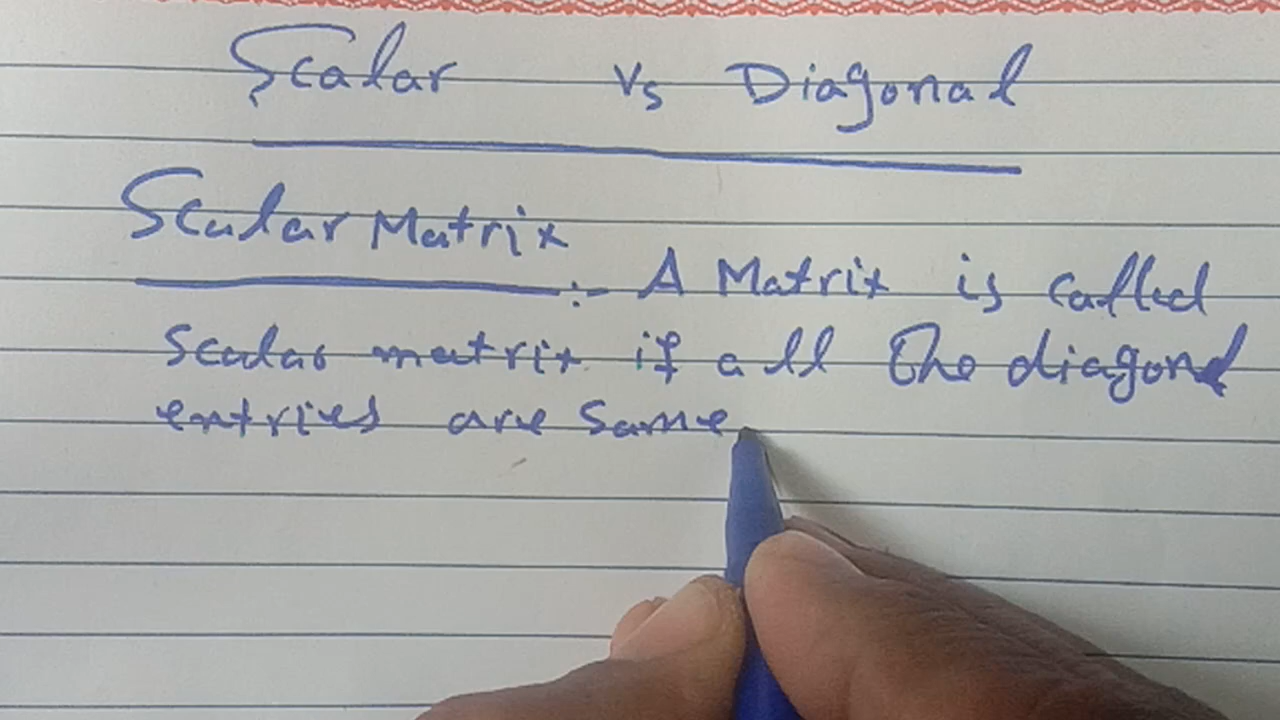 Scalar Vs Diagonal
Scalar Matrix :- A Matrix is called
Scalar matrix if all the diagonal
entries are same